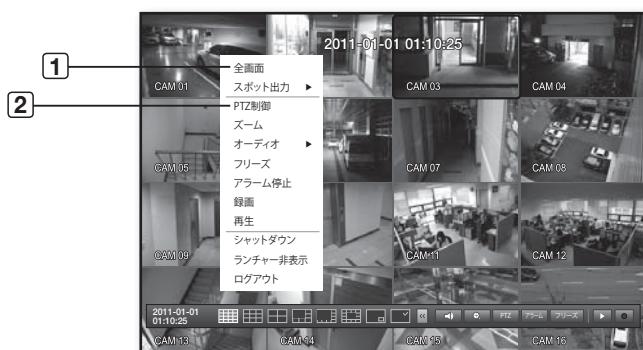 2011-01-01 01:10:25
1
全画面
スポット出力 ▶
2
PTZ制御
ズーム
オーディオ ▶
フリーズ
アラーム停止
録画
再生
シャットダウン
ランチャー非表示
ログアウト
CAM 01
CAM 03
CAM 04
CAM 05
CAM 07
CAM 08
CAM 09
CAM 11
CAM 12
2011-01-01
01:10:25
PTZ
アラーム
フリーズ
CAM 13
CAM 14
CAM 15
CAM 16